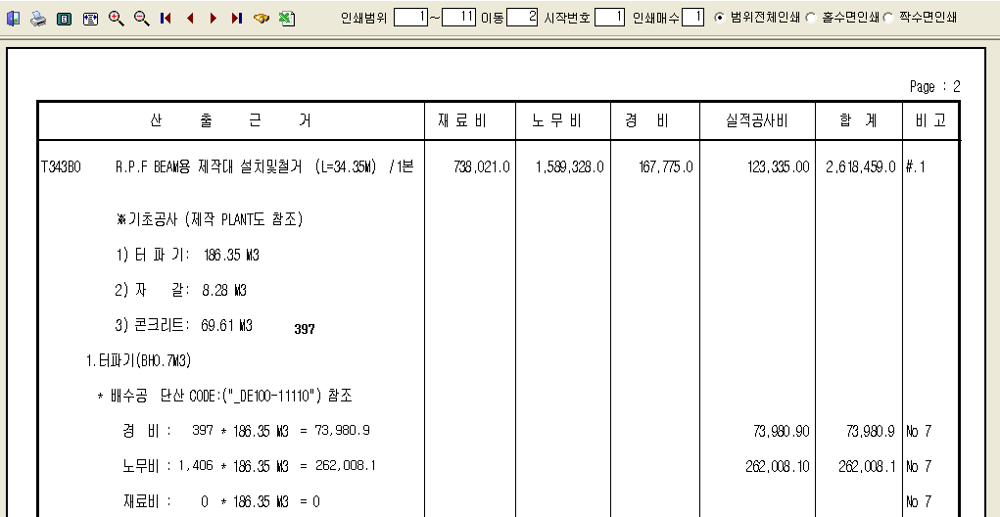 인쇄범위 1 ~ 11 이동 2 시작번호 1 인쇄매수 1 범위전체인쇄 홀수면인쇄 짝수면인쇄
Page : 2
산 출 근 거 재 료 비 노 무 비 경 비 실적공사비 합 계 비 고
T343B0 R.P.F BEAM용 제작대 설치및철거 (L=34.35M) /1본 738,021.0 1,589,328.0 167,775.0 123,335.00 2,618,459.0 #.1
※기초공사 (제작 PLANT도 참조)
1) 터 파 기: 186.35 M3
2) 자 갈: 8.28 M3
3) 콘크리트: 69.61 M3 397
1.터파기(BH0.7M3)
* 배수공 단산 CODE:("_DE100-11110") 참조
경 비 : 397 * 186.35 M3 = 73,980.9 73,980.90 73,980.9 No 7
노무비 : 1,406 * 186.35 M3 = 262,008.1 262,008.10 262,008.1 No 7
재료비 : 0 * 186.35 M3 = 0 No 7